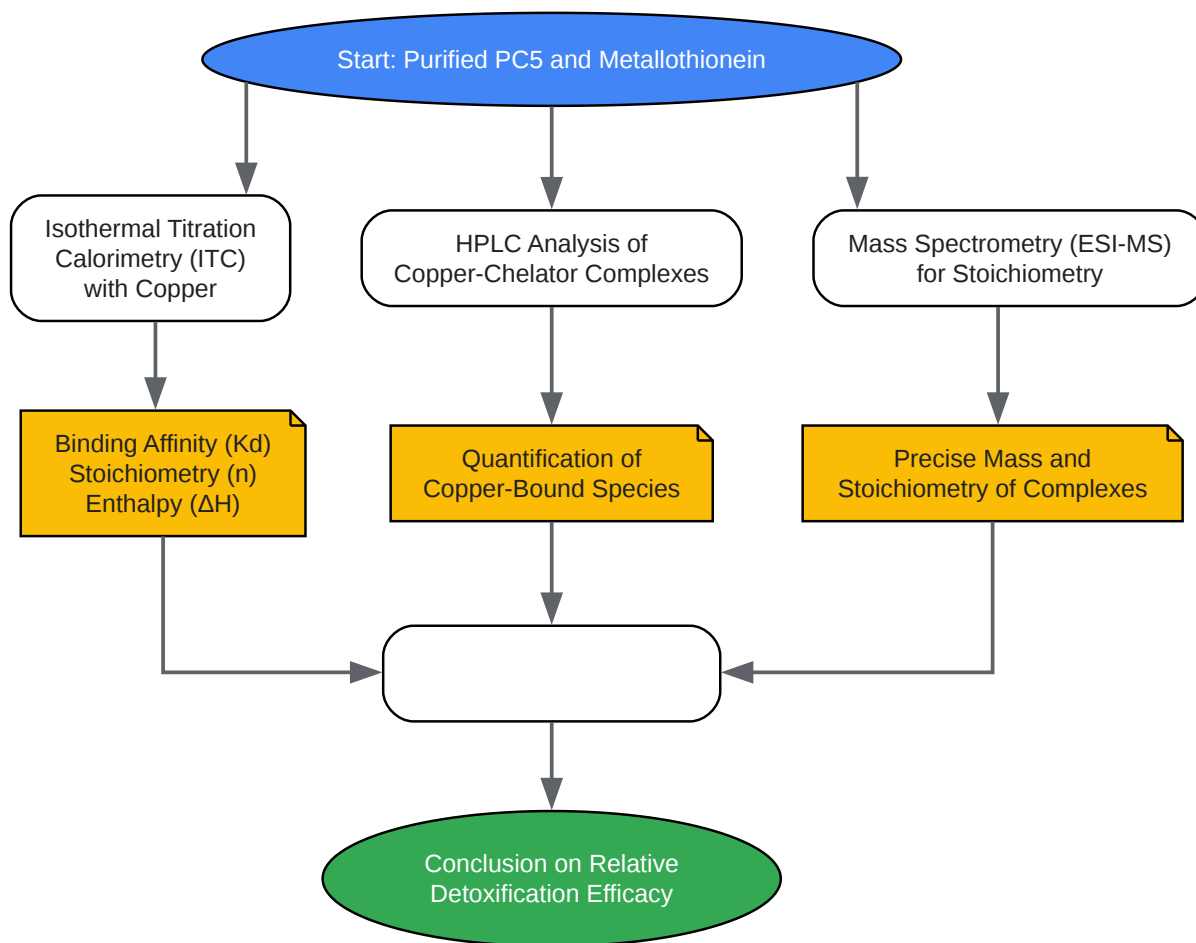 Start: Purified PC5 and Metallothionein
Isothermal Titration
Calorimetry (ITC)
with Copper
HPLC Analysis of
Copper-Chelator Complexes
Mass Spectrometry (ESI-MS)
for Stoichiometry
Binding Affinity (Kd)
Stoichiometry (n)
Enthalpy (ΔH)
Quantification of
Copper-Bound Species
Precise Mass and
Stoichiometry of Complexes
Conclusion on Relative
Detoxification Efficacy